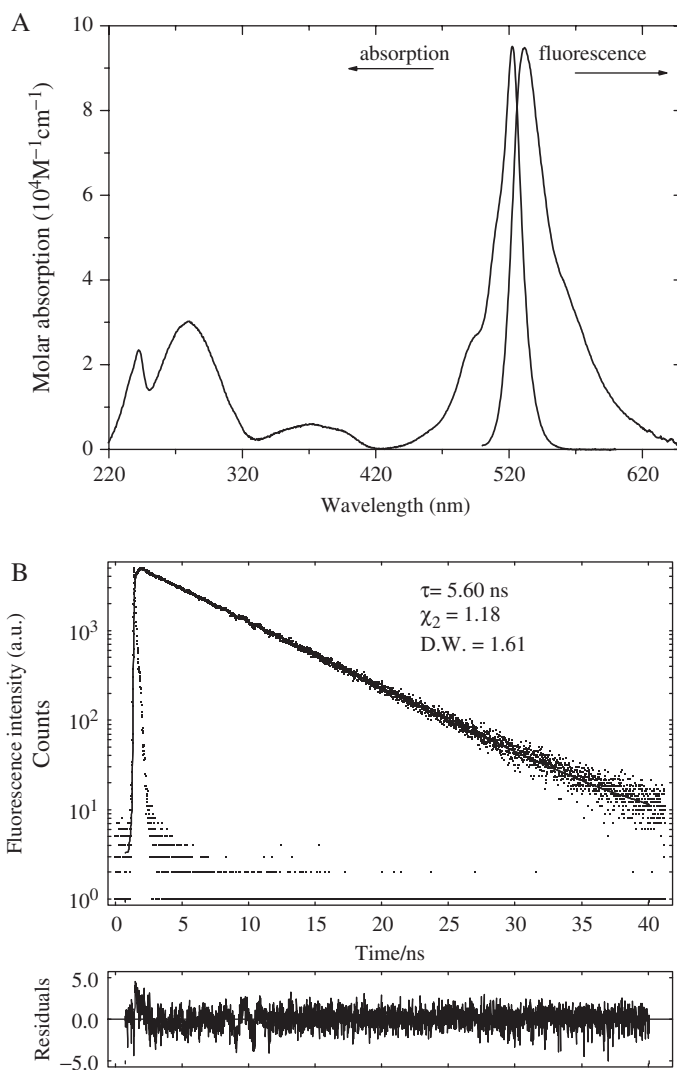 A
absorption
fluorescence
10
8
6
4
2
0
Molar absorption (10⁴M⁻¹cm⁻¹)
220
320
420
520
620
Wavelength (nm)
B
τ= 5.60 ns
χ₂ = 1.18
D.W. = 1.61
10³
10²
10¹
10⁰
Fluorescence intensity (a.u.)
Counts
0
5
10
15
20
25
30
35
40
Time/ns
5.0
0.0
−5.0
Residuals